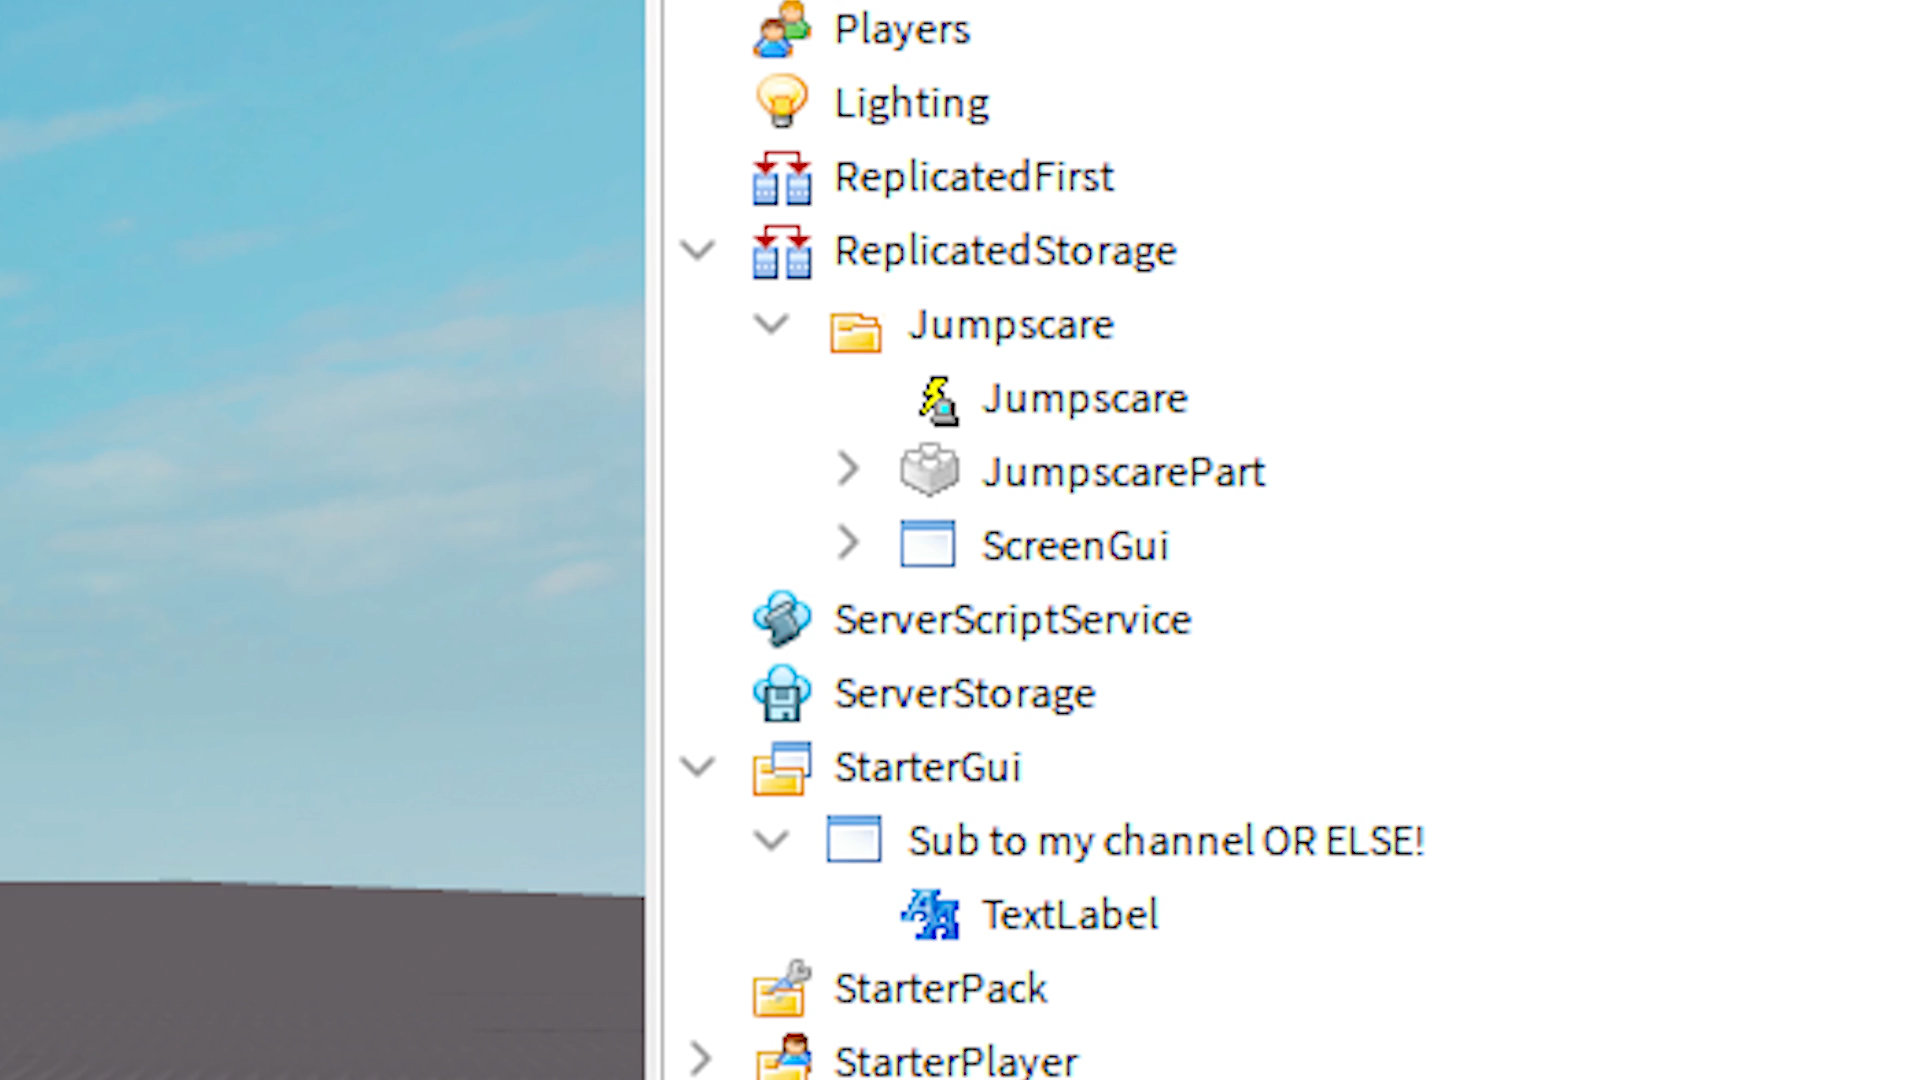 Players
Lighting
ReplicatedFirst
ReplicatedStorage
Jumpscare
Jumpscare
JumpscarePart
ScreenGui
ServerScriptService
ServerStorage
StarterGui
Sub to my channel OR ELSE!
TextLabel
StarterPack
StarterPlayer